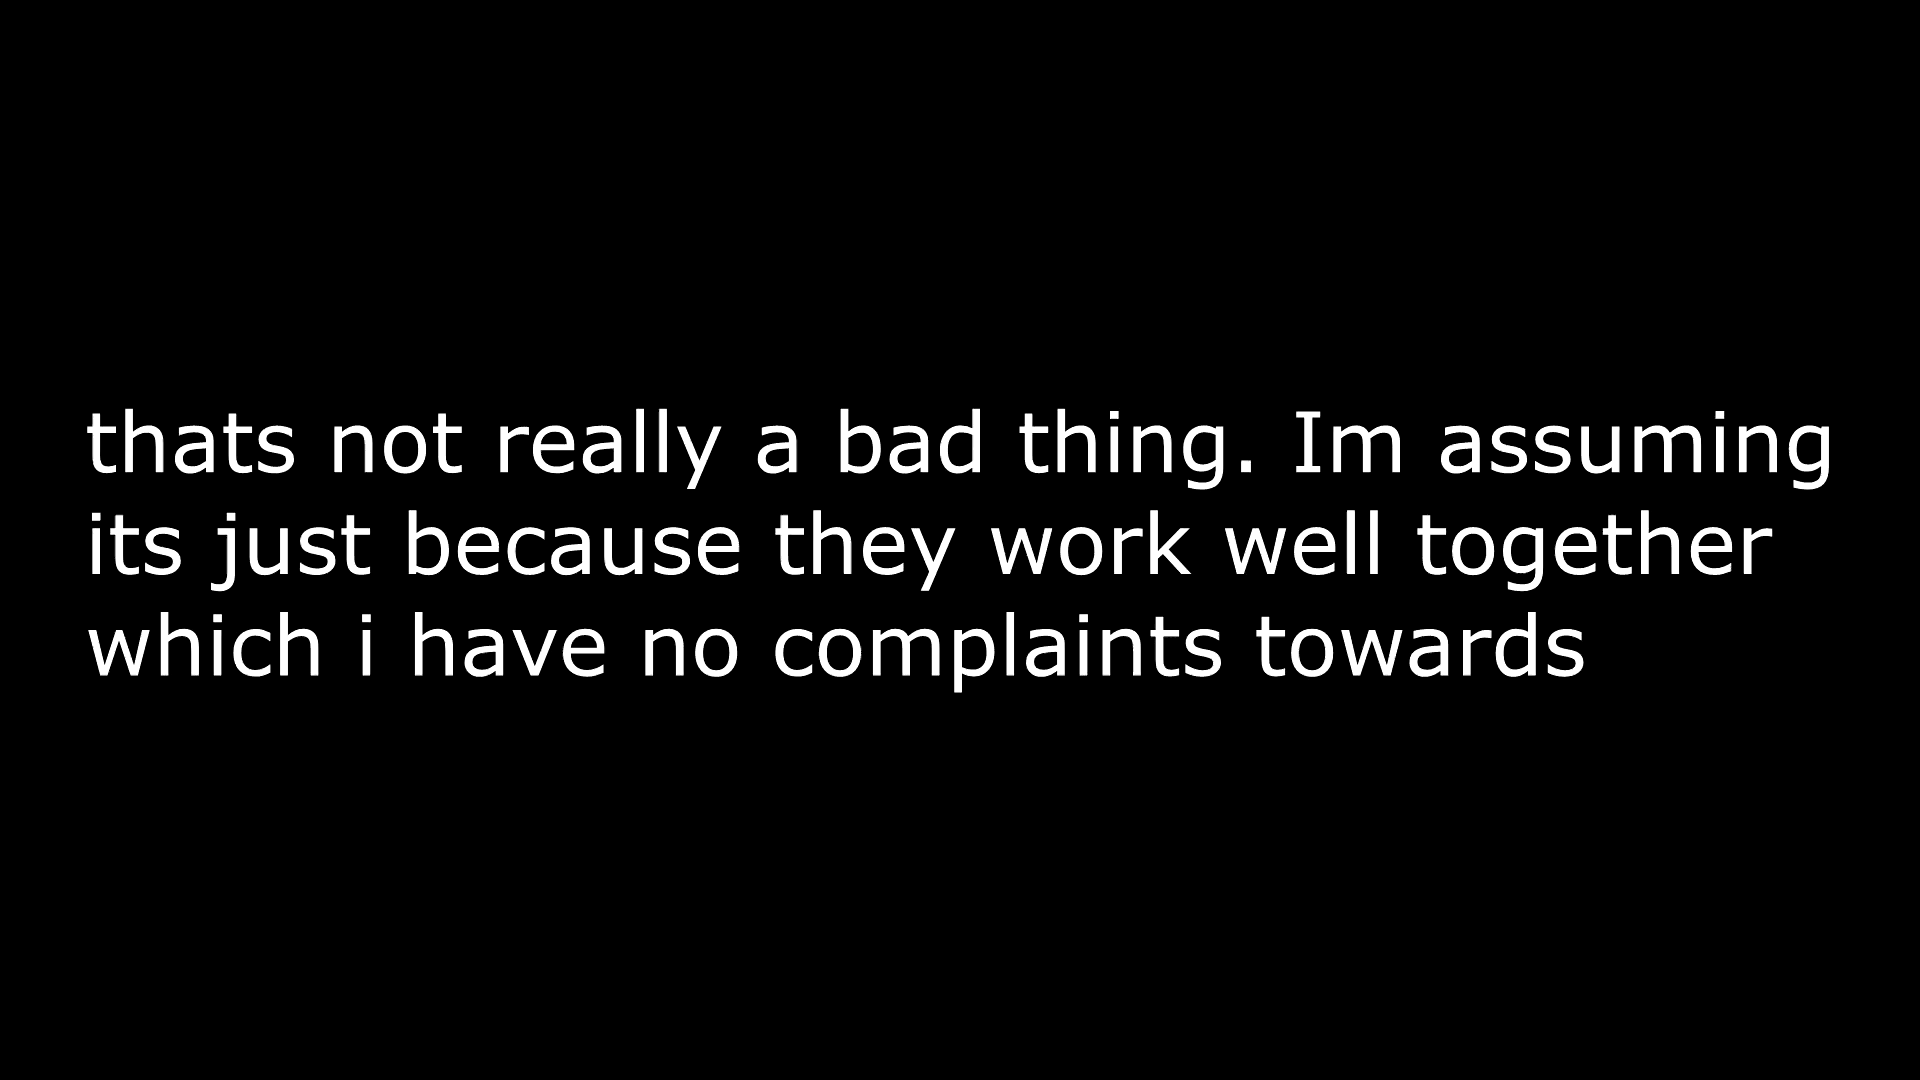 thats not really a bad thing. Im assuming
its just because they work well together
which i have no complaints towards